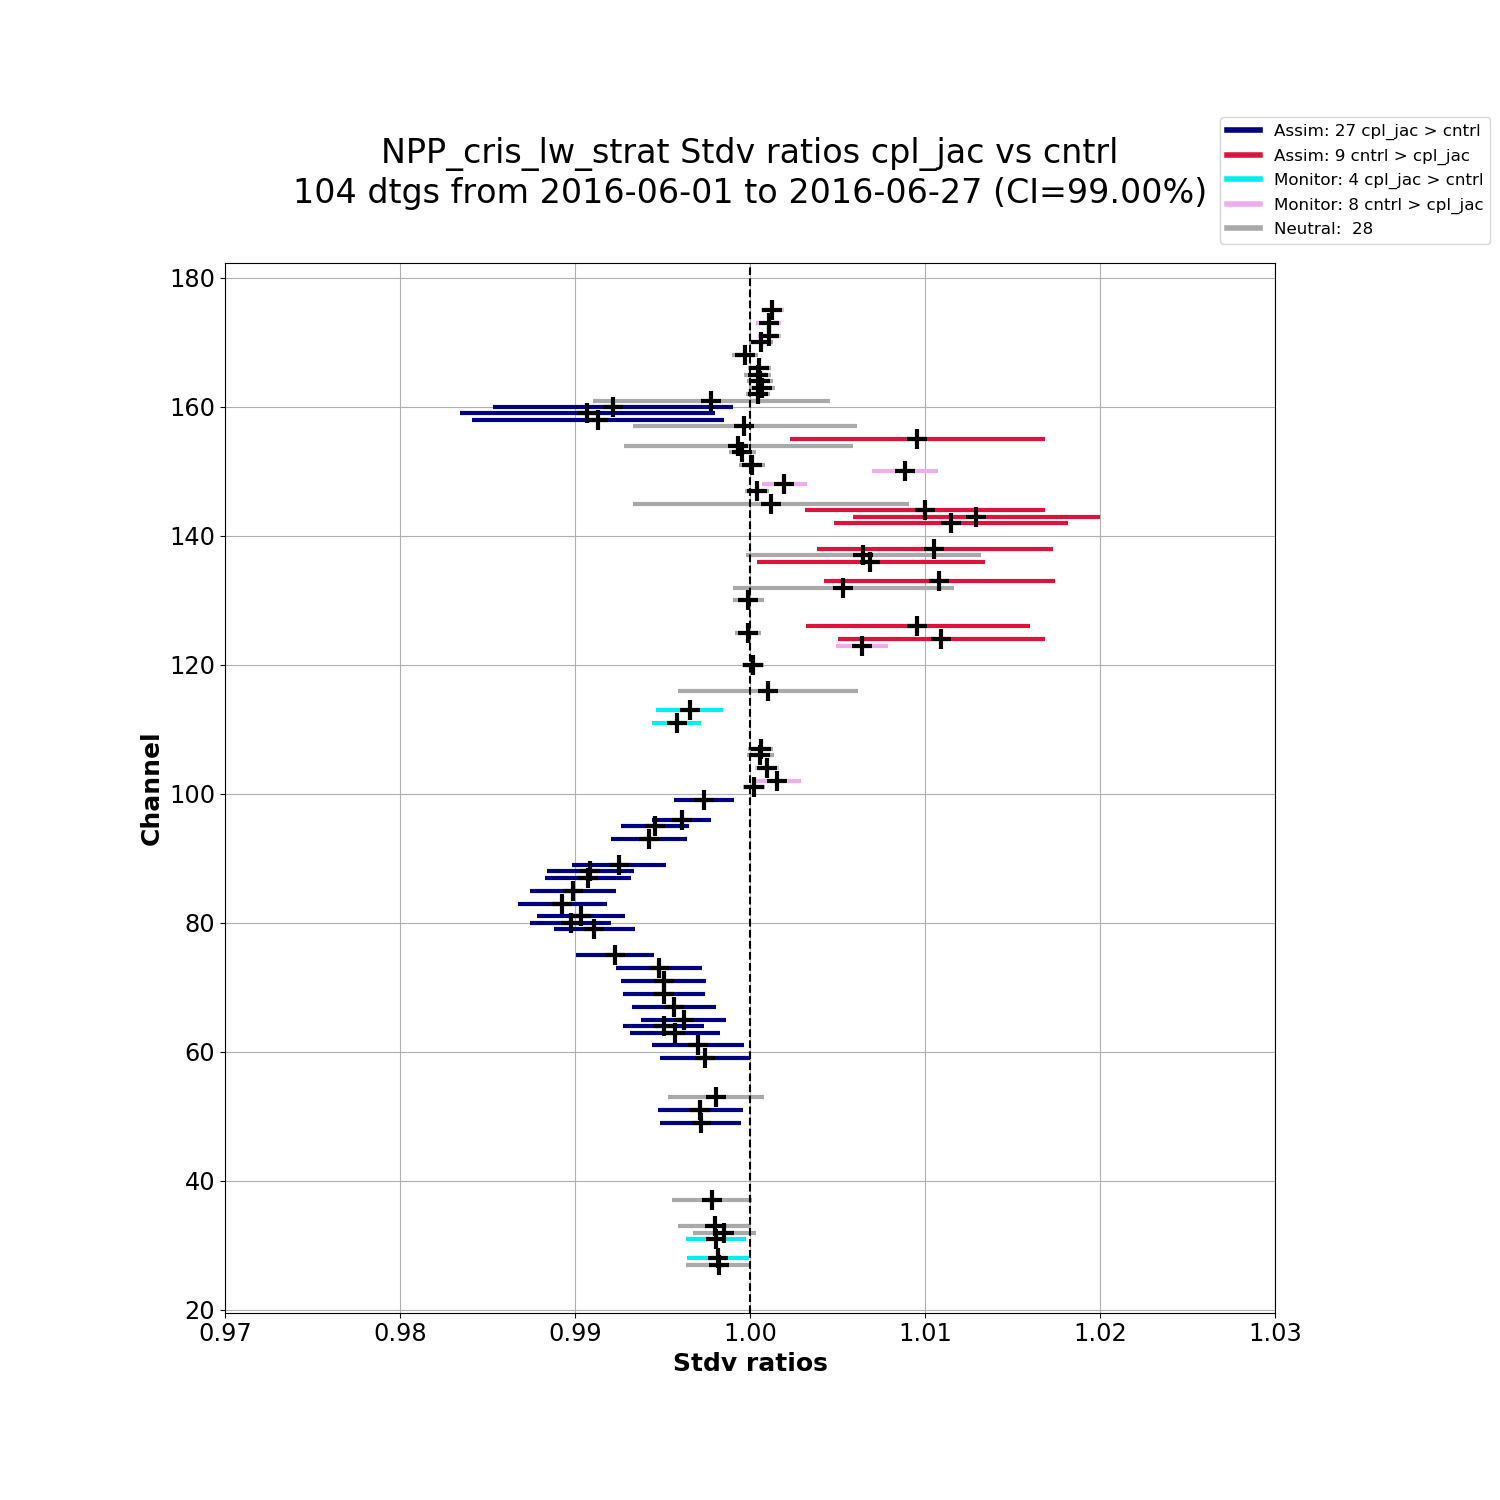 NPP_cris_lw_strat Stdv ratios cpl_jac vs cntrl
104 dtgs from 2016-06-01 to 2016-06-27 (CI=99.00%)
Assim: 27 cpl_jac > cntrl
Assim: 9 cntrl > cpl_jac
Monitor: 4 cpl_jac > cntrl
Monitor: 8 cntrl > cpl_jac
Neutral:  28
180
160
140
120
100
80
60
40
20
Channel
0.97 0.98 0.99 1.00 1.01 1.02 1.03
Stdv ratios